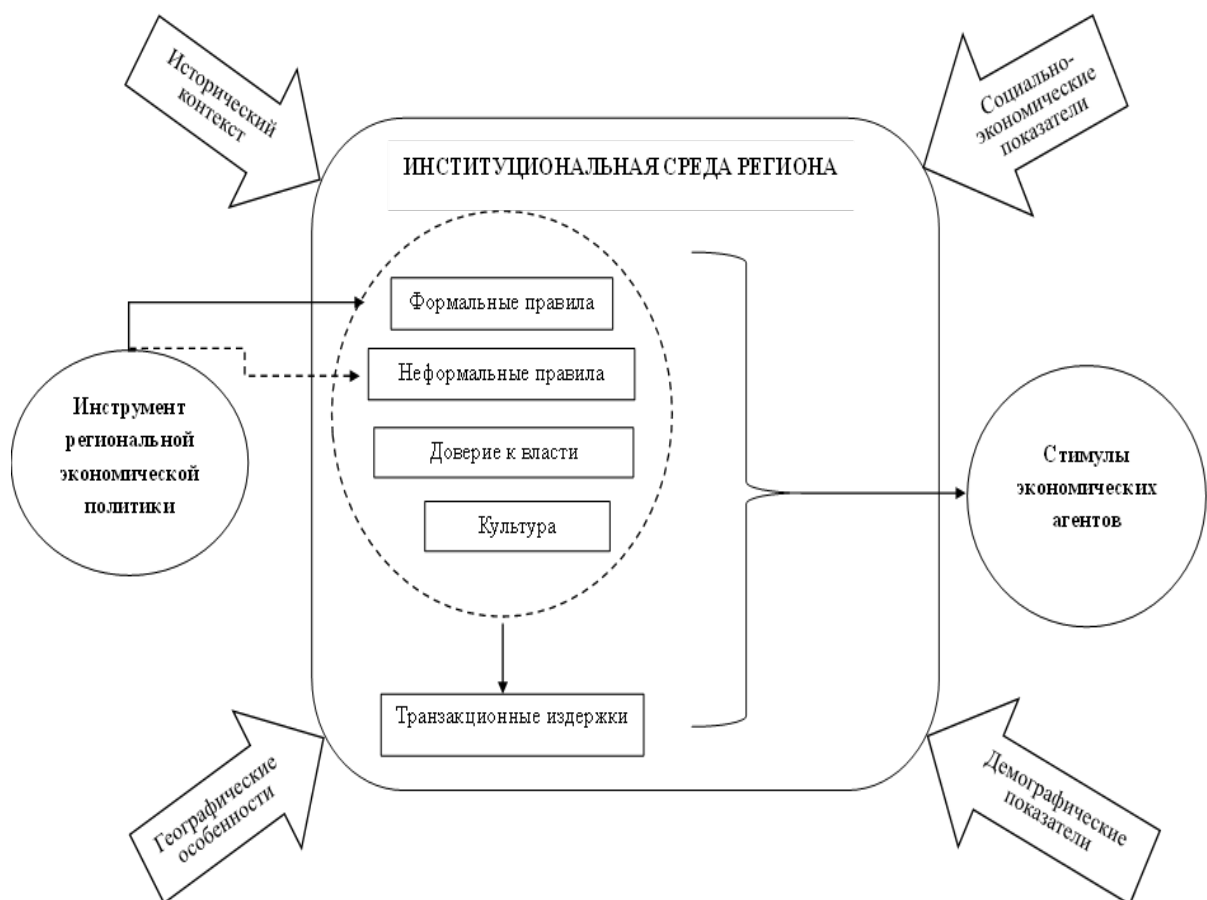 Исторический
контекст
Социально-
экономические
показатели
ИНСТИТУЦИОНАЛЬНАЯ СРЕДА РЕГИОНА
Формальные правила
Неформальные правила
Доверие к власти
Культура
Транзакционные издержки
Инструмент
региональной
экономической
политики
Стимулы
экономических
агентов
Географические
особенности
Демографические
показатели